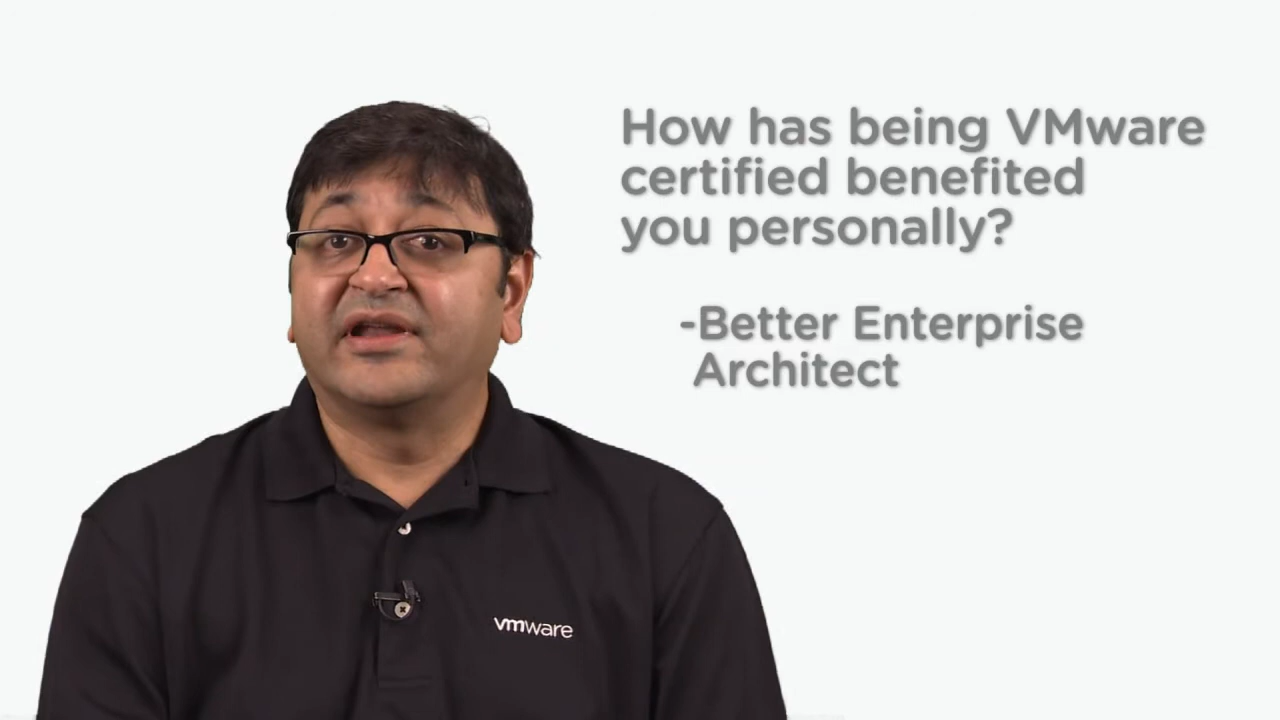 How has being VMware
certified benefited
you personally?
-Better Enterprise
Architect
vmware